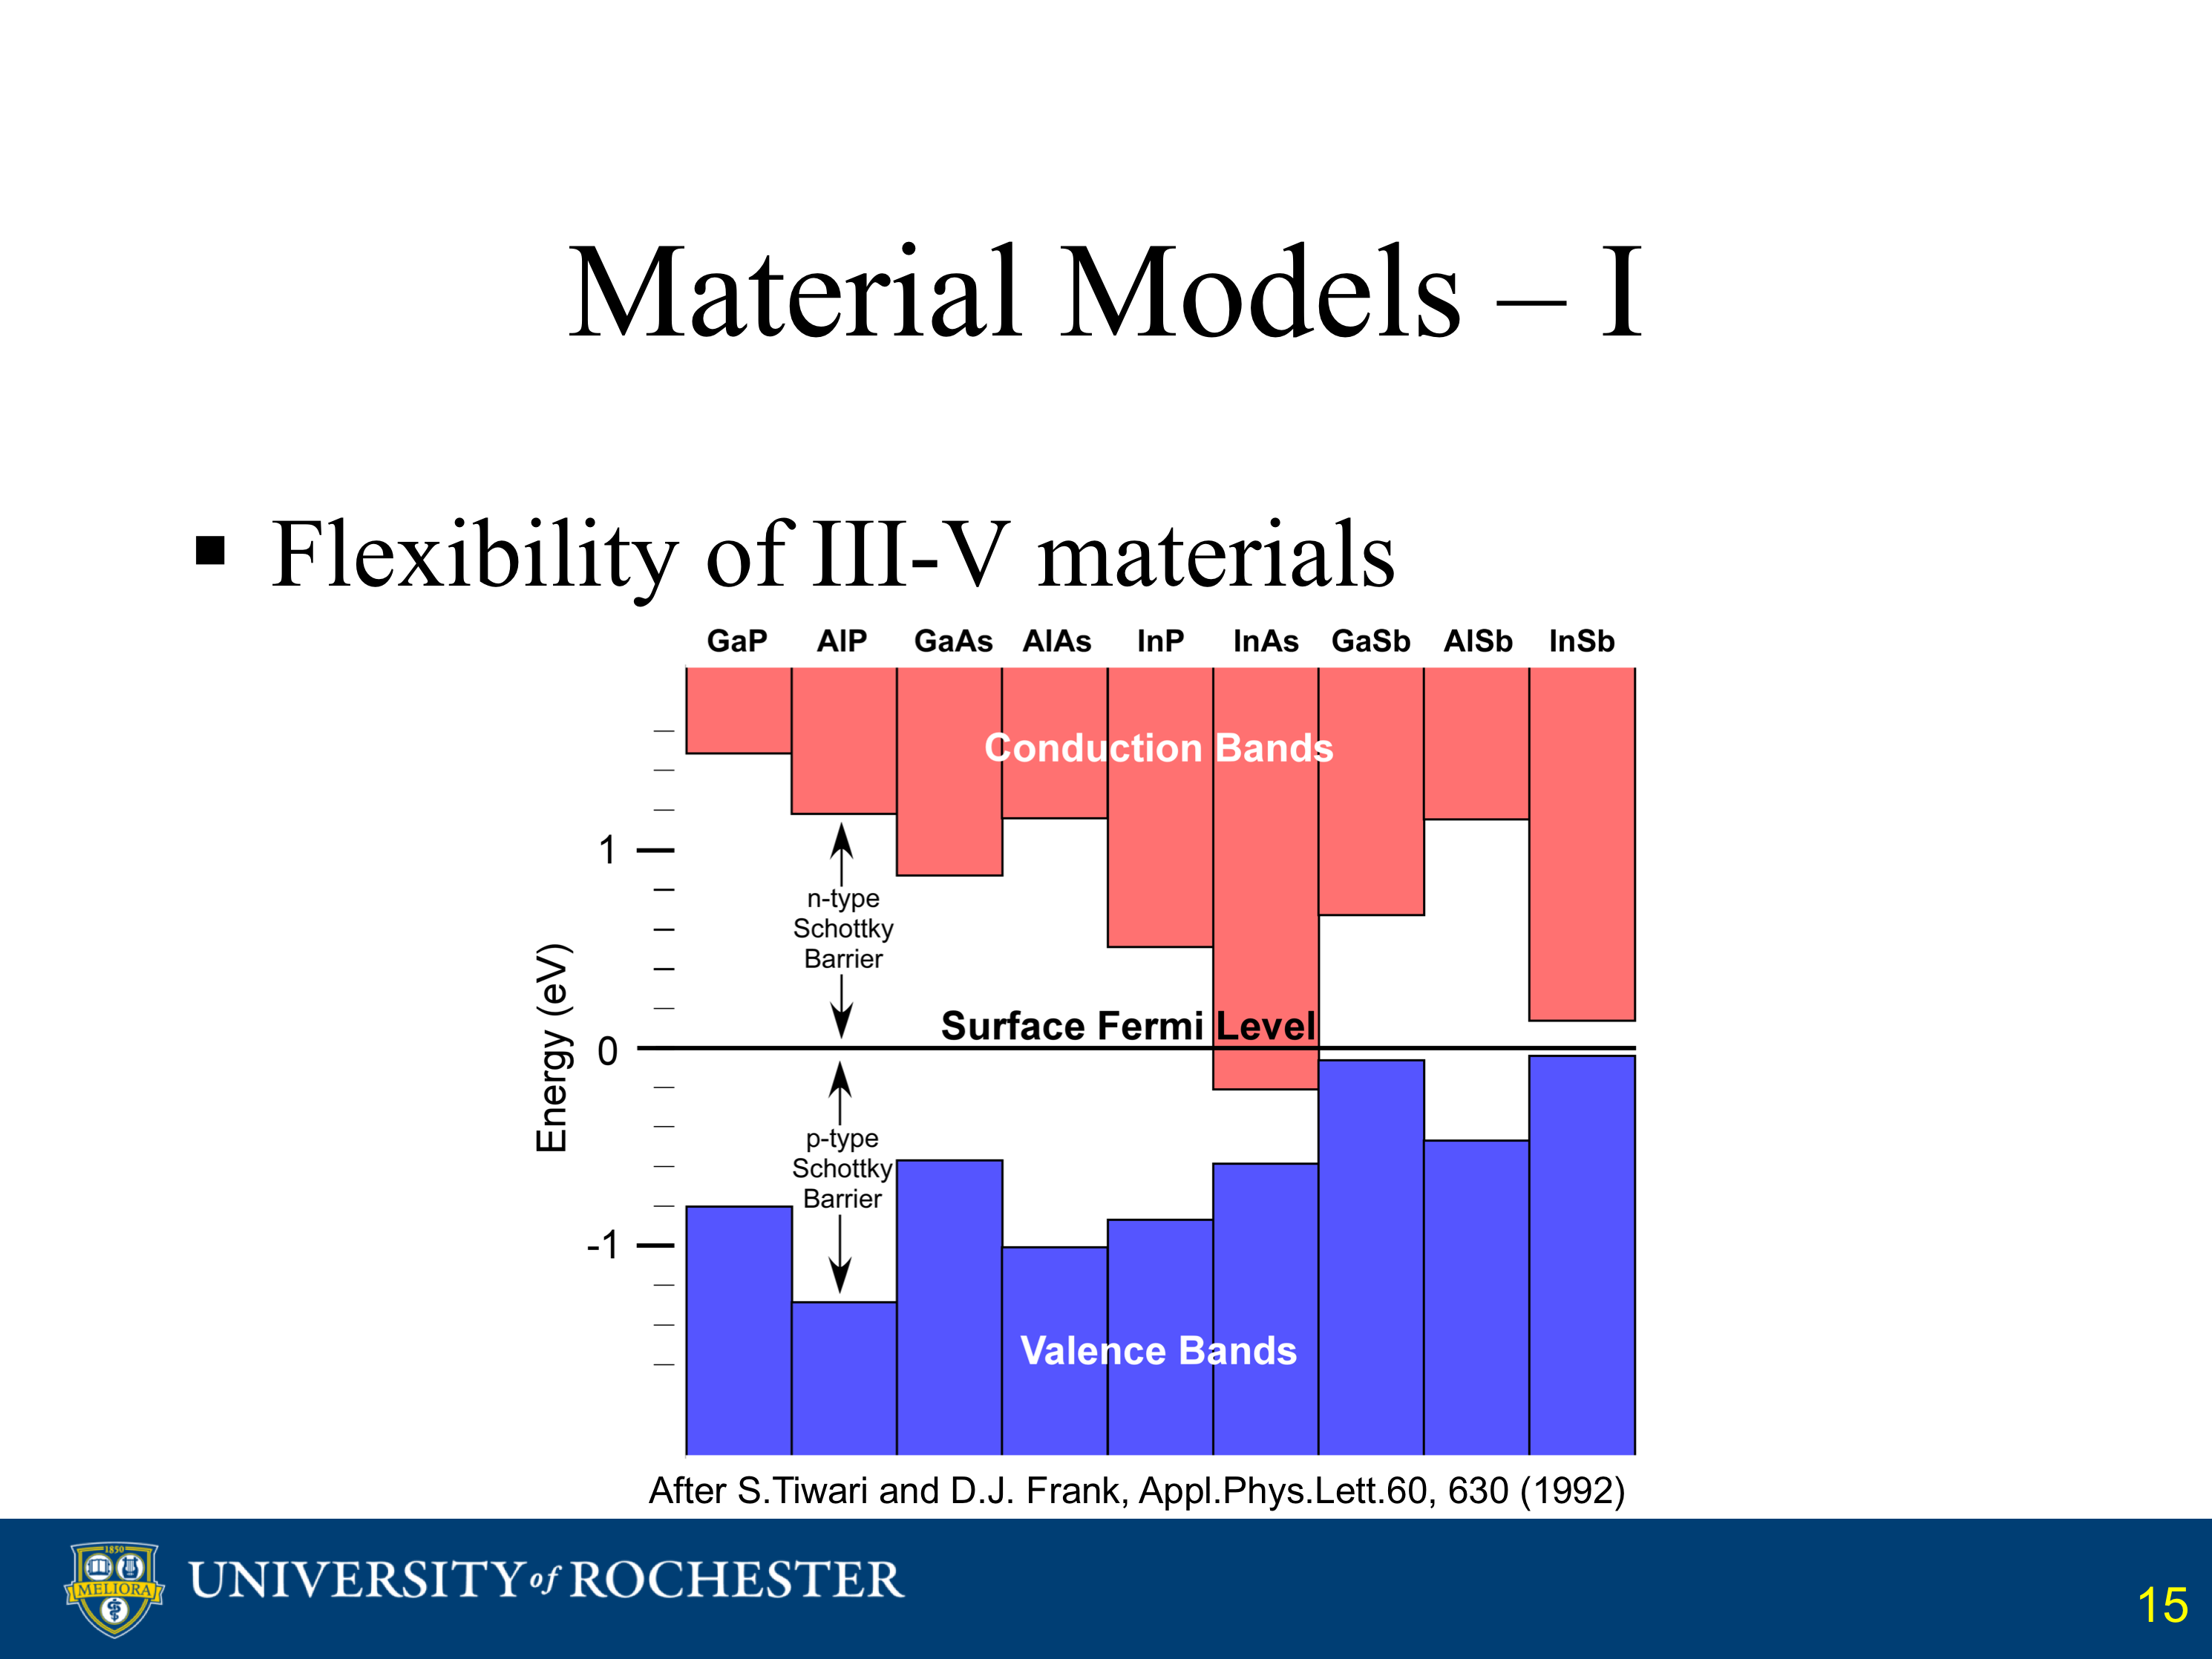 Material Models – I
▪ Flexibility of III-V materials
GaP AlP GaAs AlAs InP InAs GaSb AlSb InSb
Conduction Bands
1
n-type
Schottky
Barrier
Energy (eV)
Surface Fermi Level
0
p-type
Schottky
Barrier
-1
Valence Bands
After S.Tiwari and D.J. Frank, Appl.Phys.Lett.60, 630 (1992)
1850
MELIORA
UNIVERSITY of ROCHESTER
15